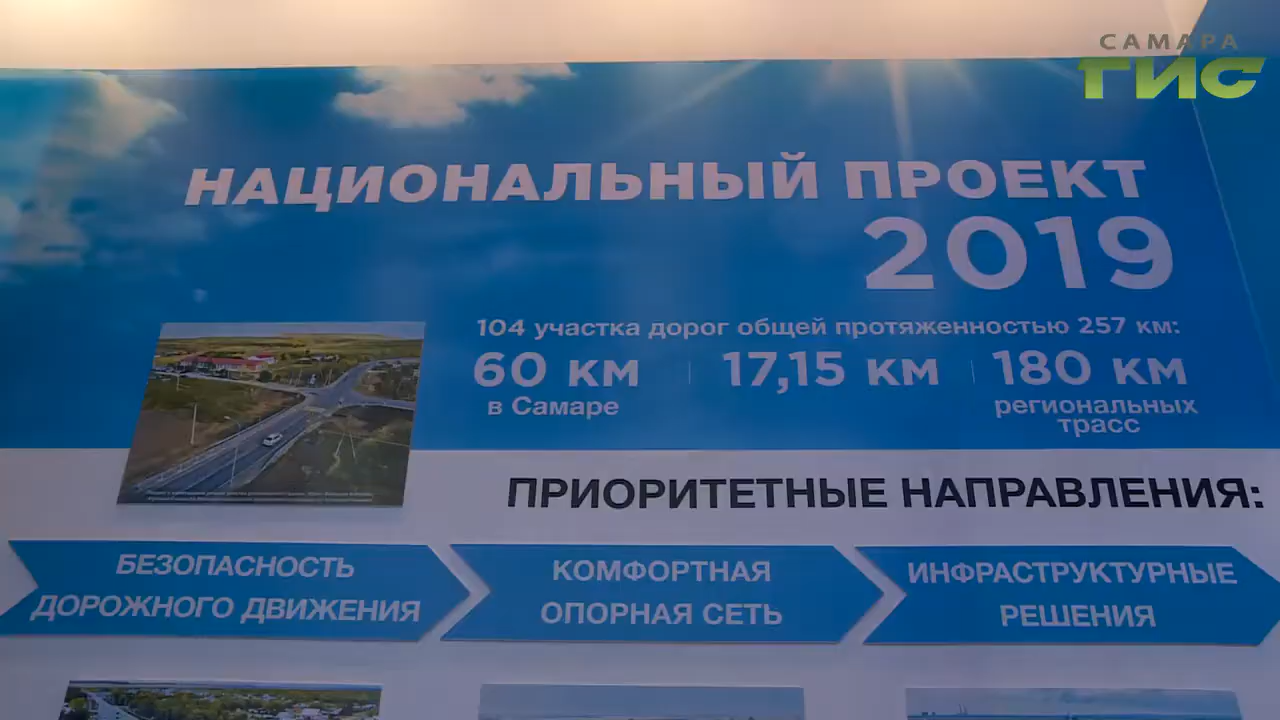 САМАРА
ГИС
НАЦИОНАЛЬНЫЙ ПРОЕКТ
2019
104 участка дорог общей протяженностью 257 км:
60 км
в Самаре
17,15 км
180 км
региональных
трасс
ПРИОРИТЕТНЫЕ НАПРАВЛЕНИЯ:
БЕЗОПАСНОСТЬ
ДОРОЖНОГО ДВИЖЕНИЯ
КОМФОРТНАЯ
ОПОРНАЯ СЕТЬ
ИНФРАСТРУКТУРНЫЕ
РЕШЕНИЯ